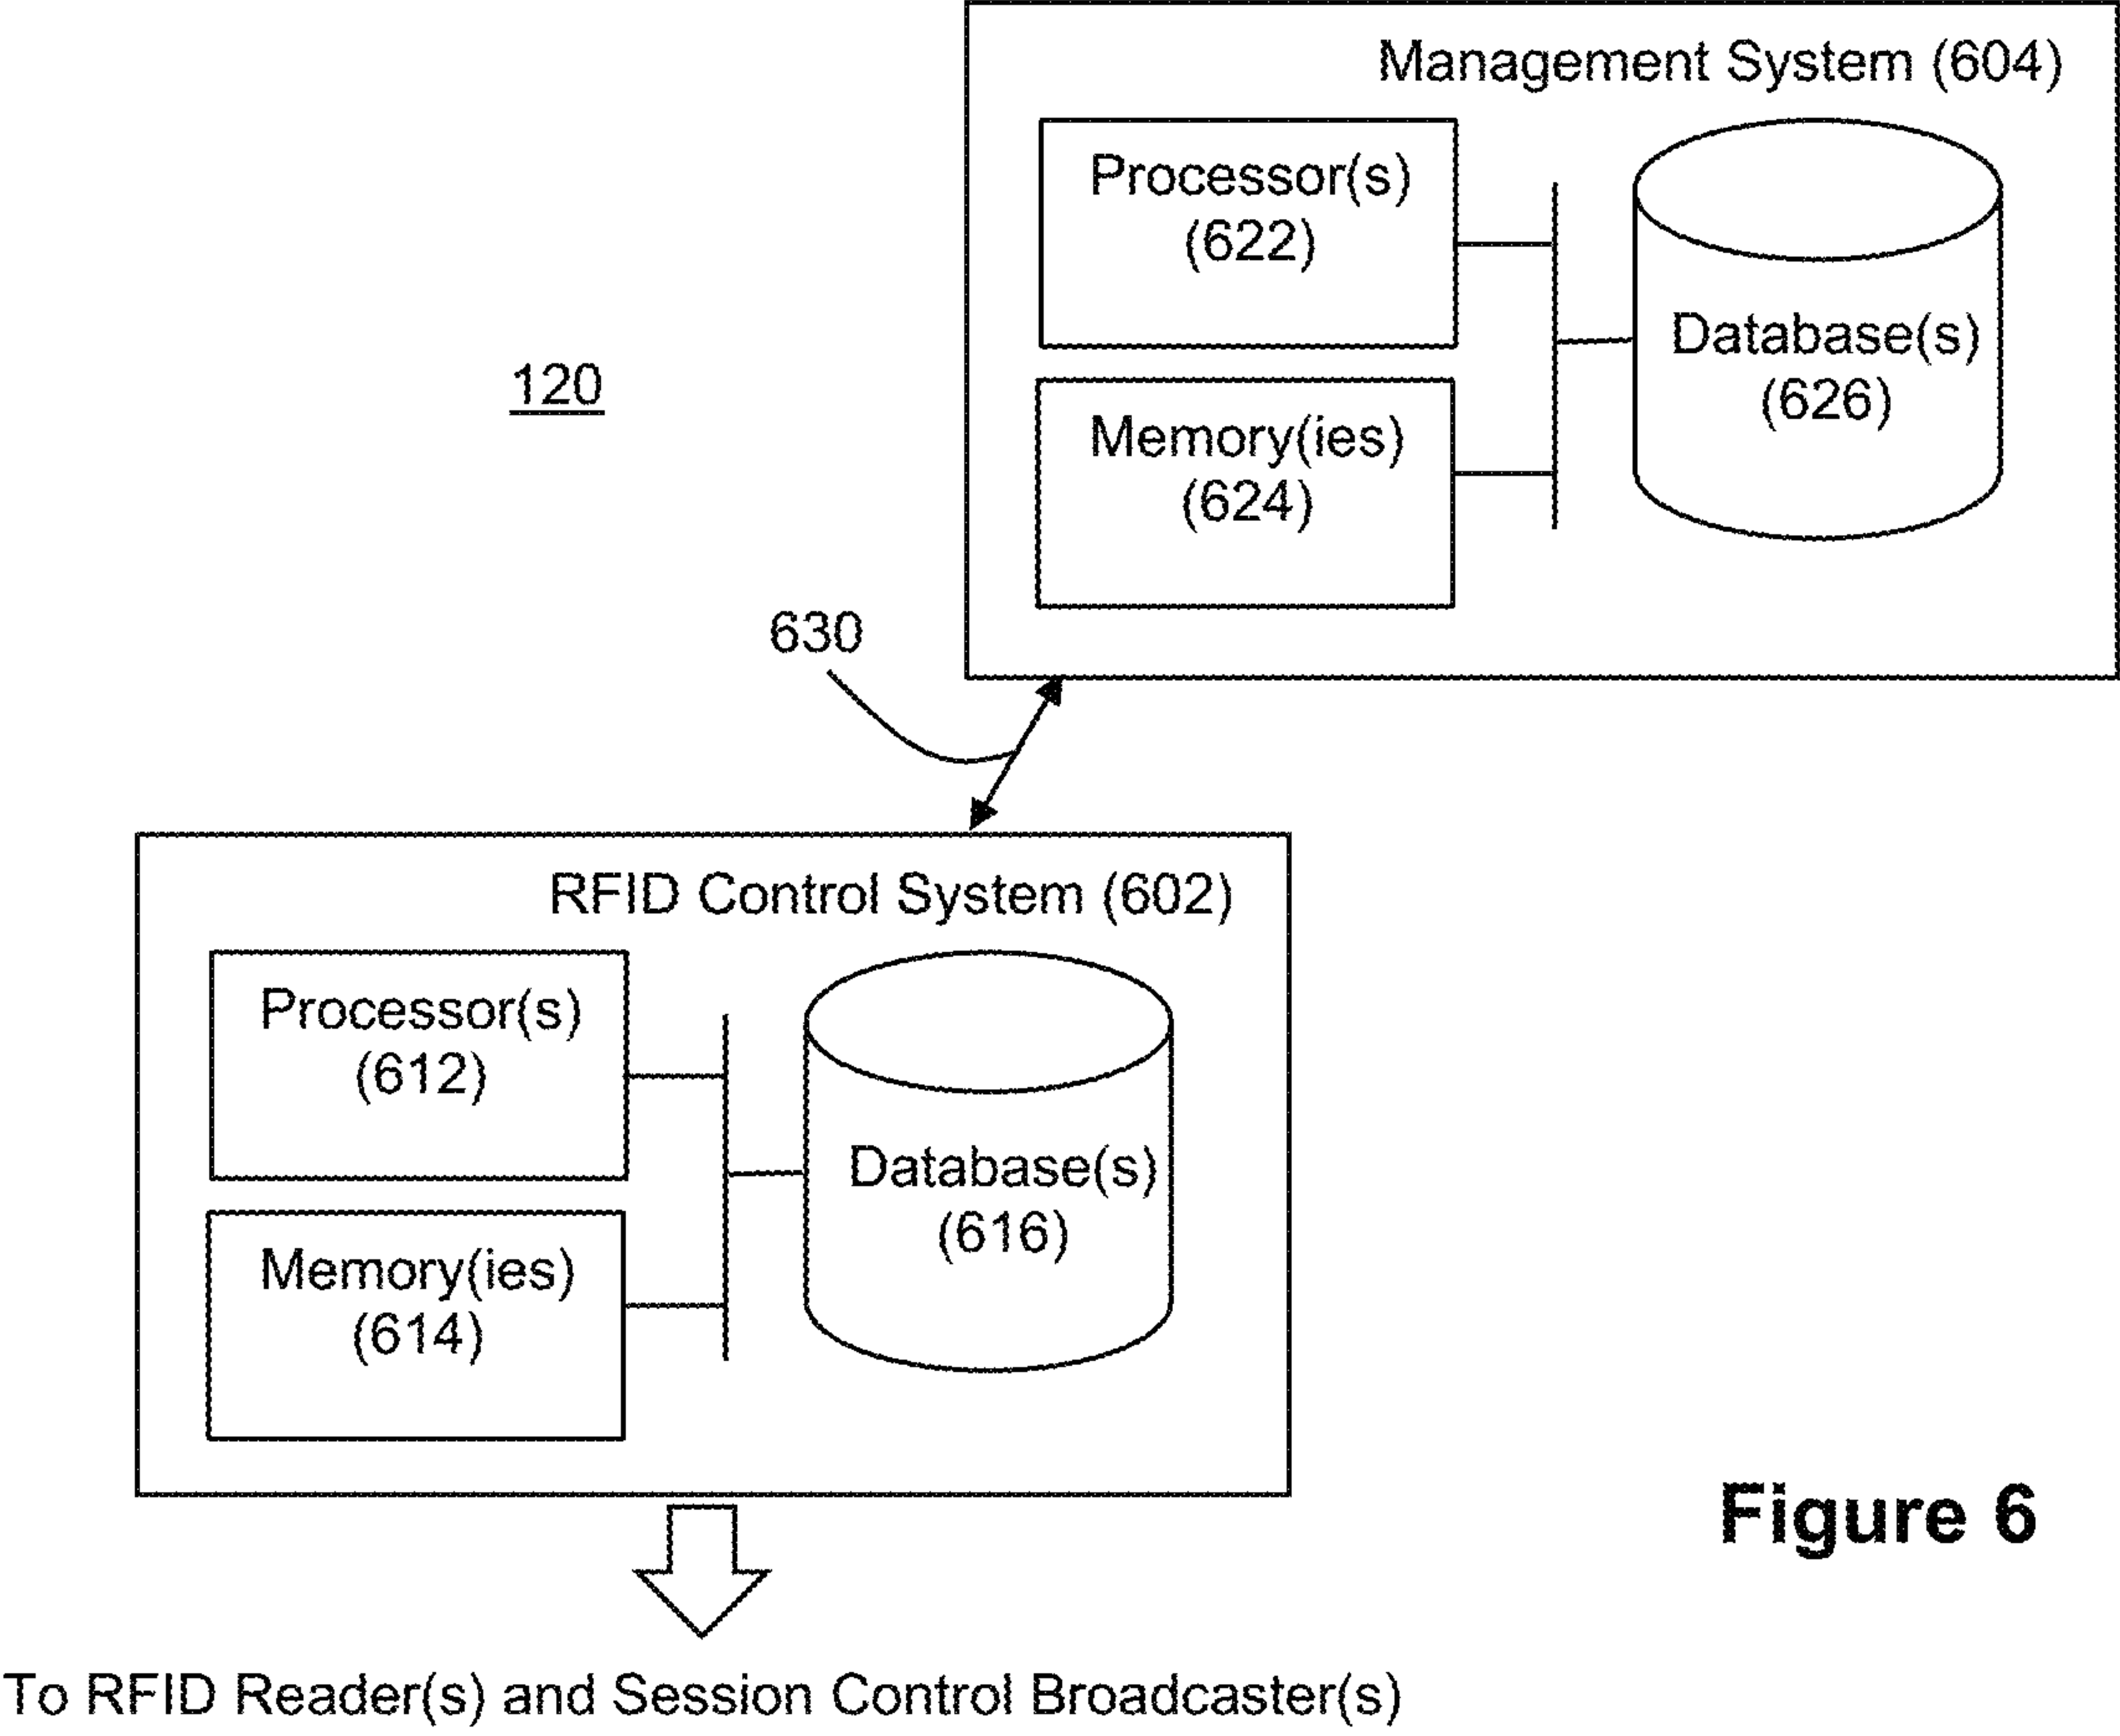 Management System (604)
Processor(s)
(622)
Database(s)
(626)
Memory(ies)
(624)
120
630
RFID Control System (602)
Processor(s)
(612)
Database(s)
(616)
Memory(ies)
(614)
Figure 6
To RFID Reader(s) and Session Control Broadcaster(s)